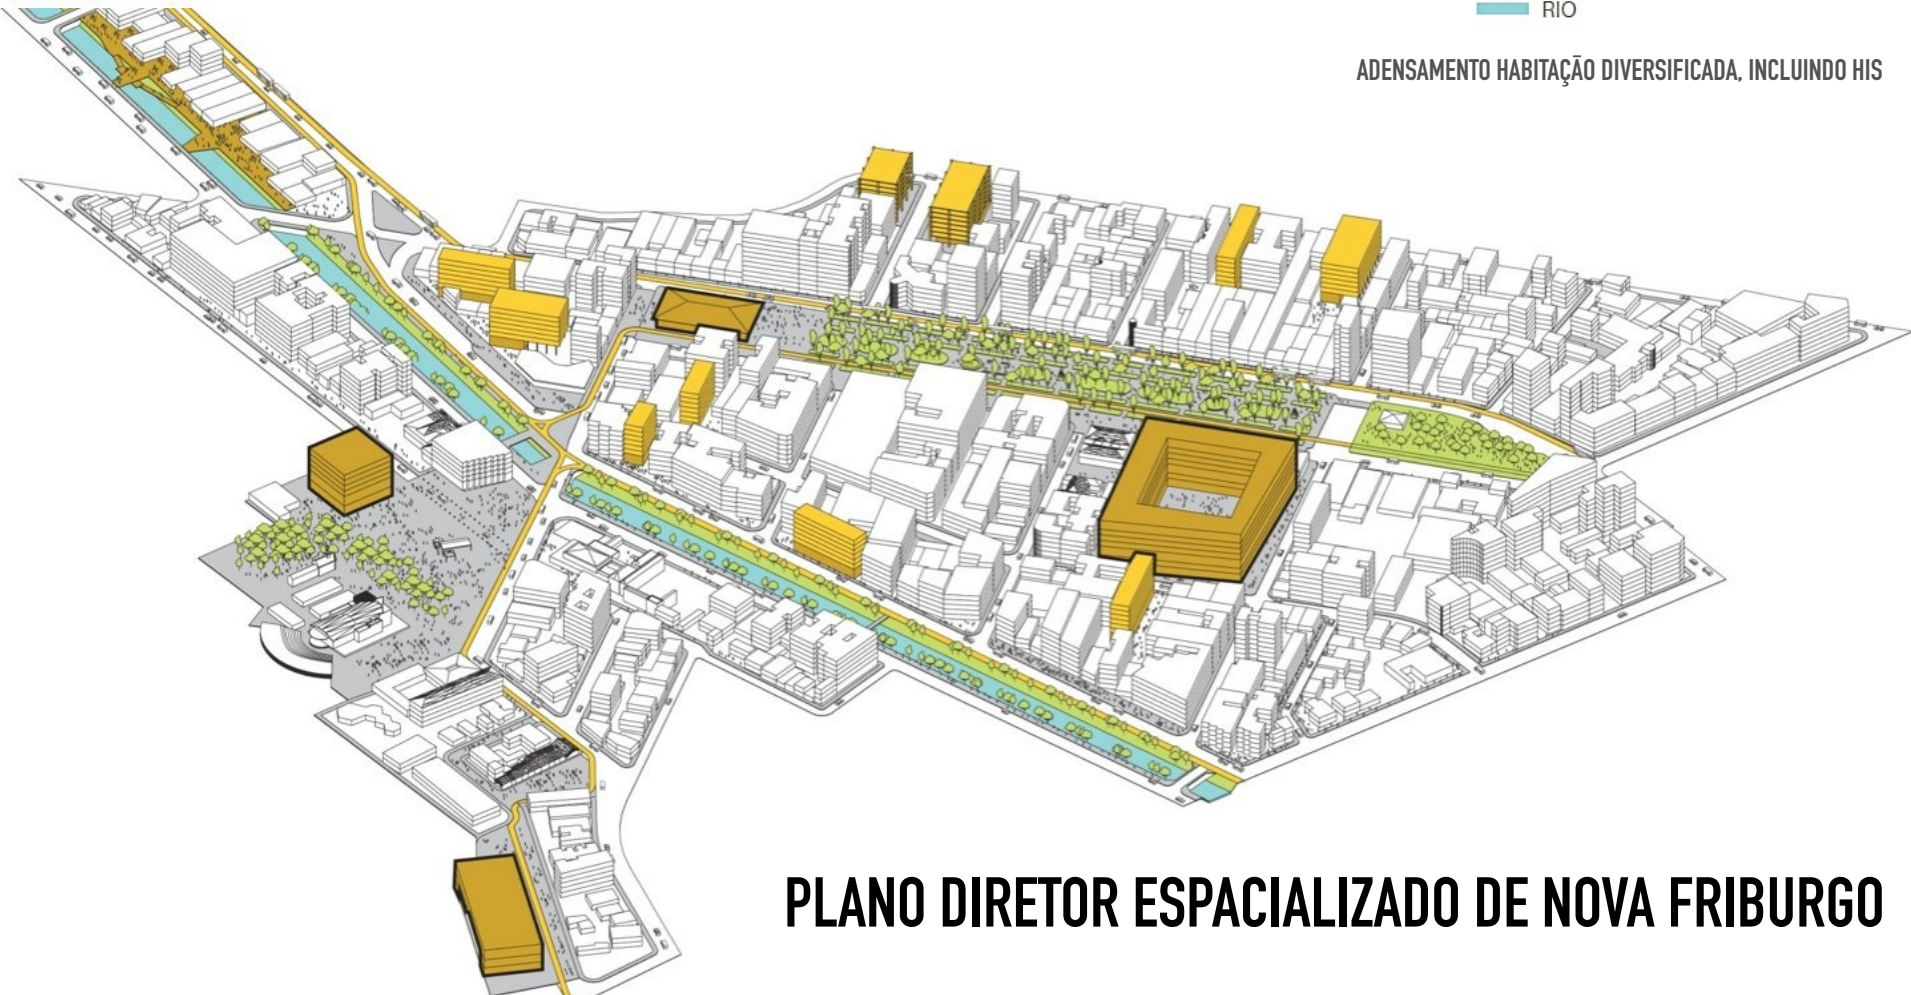 RIO
ADENSAMENTO HABITAÇÃO DIVERSIFICADA, INCLUINDO HIS
PLANO DIRETOR ESPACIALIZADO DE NOVA FRIBURGO